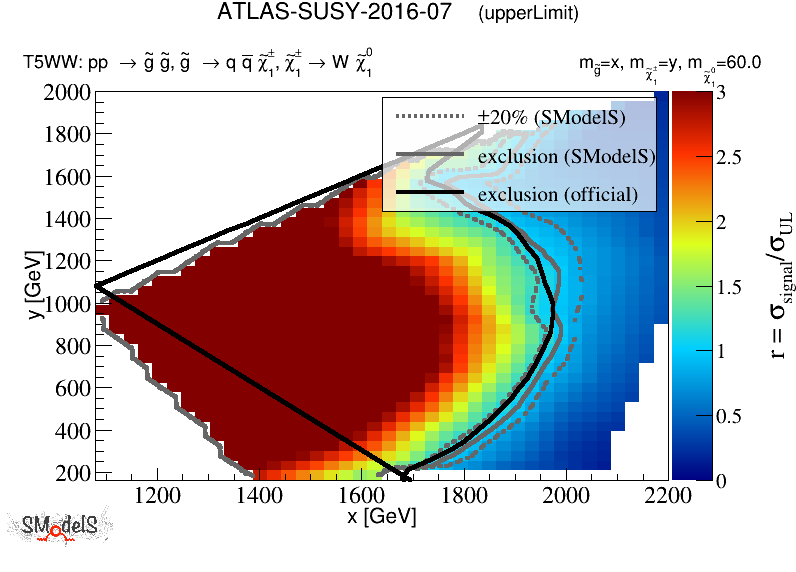 ATLAS-SUSY-2016-07 (upperLimit)
T5WW: pp → g̃ g̃, g̃ → q q̅ χ̃₁±, χ̃₁± → W χ̃₁⁰
m_g̃=x, m_χ̃₁±=y, m_χ̃₁⁰=60.0
±20% (SModelS)
exclusion (SModelS)
exclusion (official)
2000
1800
1600
1400
1200
1000
800
600
400
200
y [GeV]
1200 1400 1600 1800 2000 2200
x [GeV]
3
2.5
2
1.5
1
0.5
0
r = σ_signal/σ_UL
SModelS